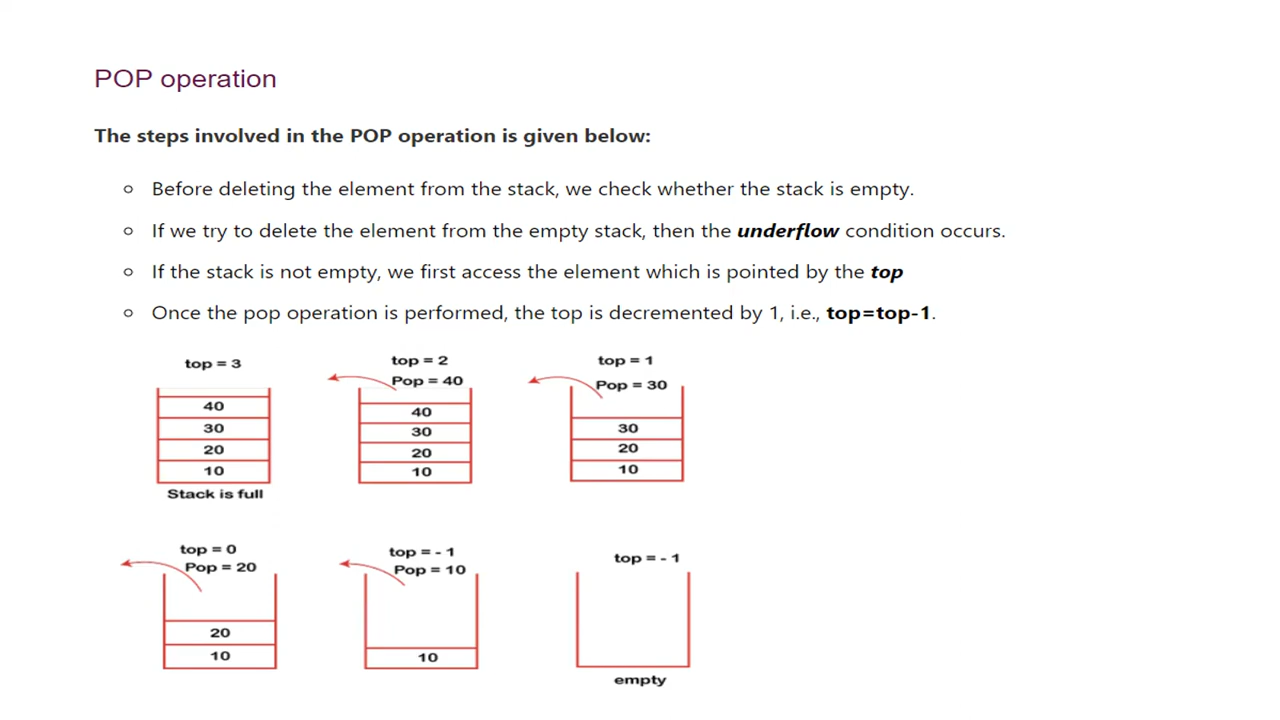 POP operation
The steps involved in the POP operation is given below:
Before deleting the element from the stack, we check whether the stack is empty.
If we try to delete the element from the empty stack, then the underflow condition occurs.
If the stack is not empty, we first access the element which is pointed by the top
Once the pop operation is performed, the top is decremented by 1, i.e., top=top-1.
top = 3
40
30
20
10
Stack is full
top = 2
Pop = 40
40
30
20
10
top = 1
Pop = 30
30
20
10
top = 0
Pop = 20
20
10
top = - 1
Pop = 10
10
top = - 1
empty